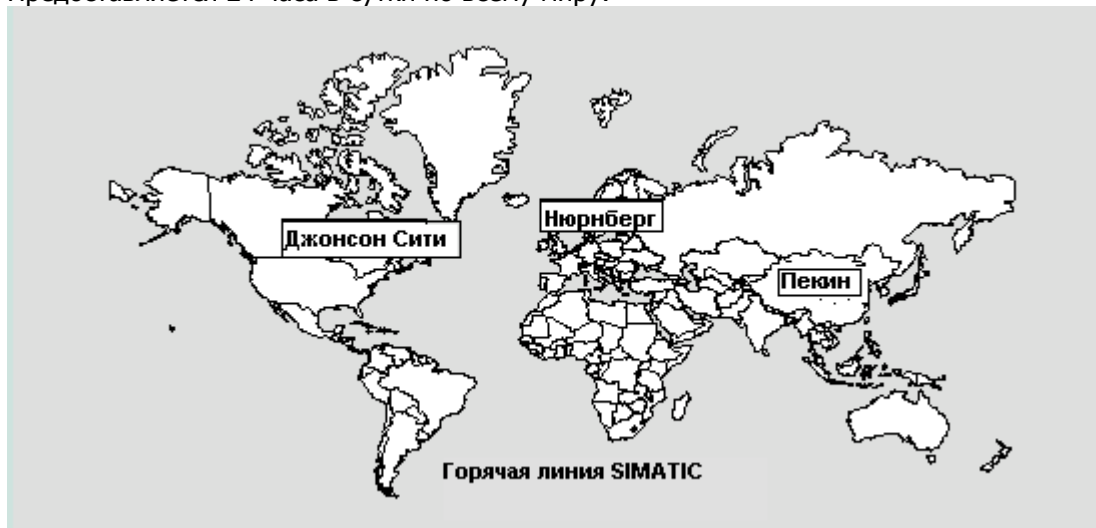 Предоставляется 24 часа в сутки по всему миру.
Нюрнберг
Джонсон Сити
Пекин
Горячая линия SIMATIC